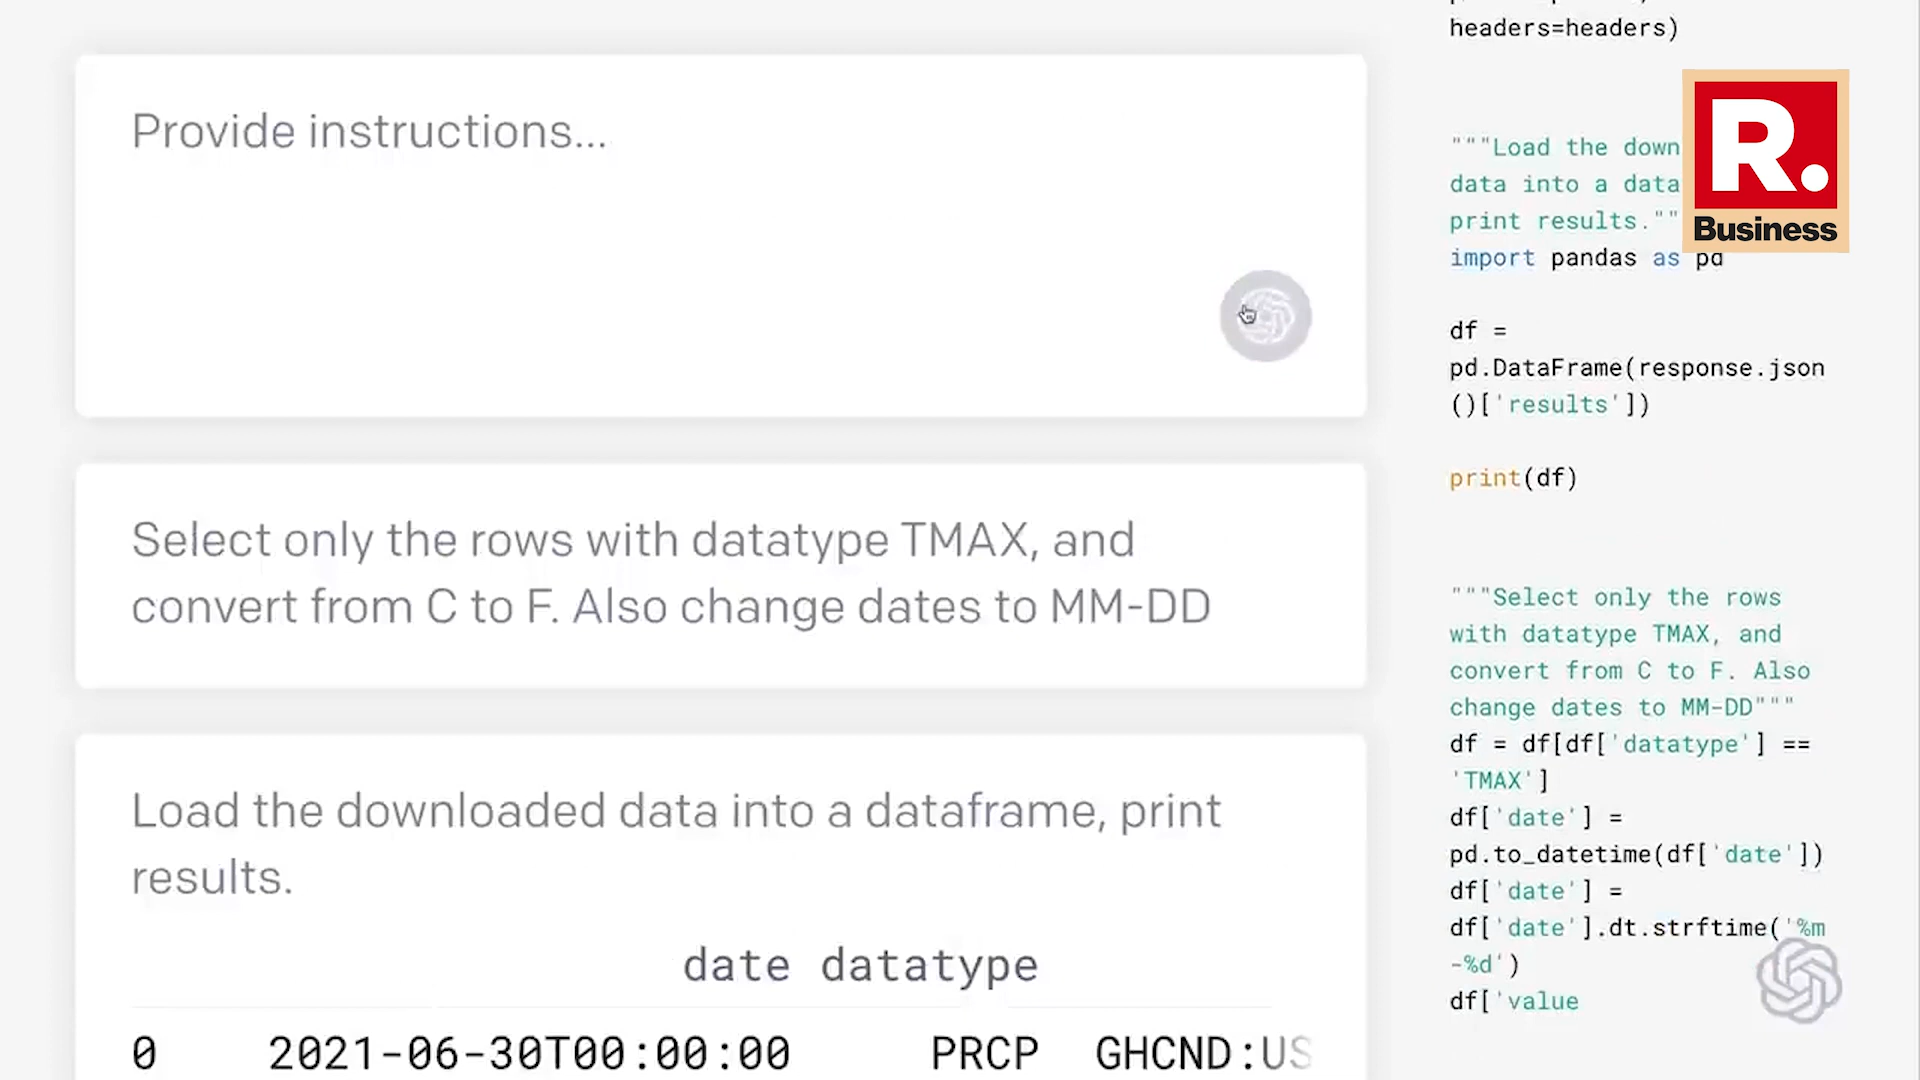 Provide instructions...
Select only the rows with datatype TMAX, and
convert from C to F. Also change dates to MM-DD
Load the downloaded data into a dataframe, print
results.
date datatype
0 2021-06-30T00:00:00 PRCP GHCND:US
headers=headers)
"""Load the down
data into a data
print results.""
import pandas as pd
df =
pd.DataFrame(response.json
()['results'])
print(df)
"""Select only the rows
with datatype TMAX, and
convert from C to F. Also
change dates to MM-DD"""
df = df[df['datatype'] ==
'TMAX']
df['date'] =
pd.to_datetime(df['date'])
df['date'] =
df['date'].dt.strftime('%m
-%d')
df['value
R.
Business